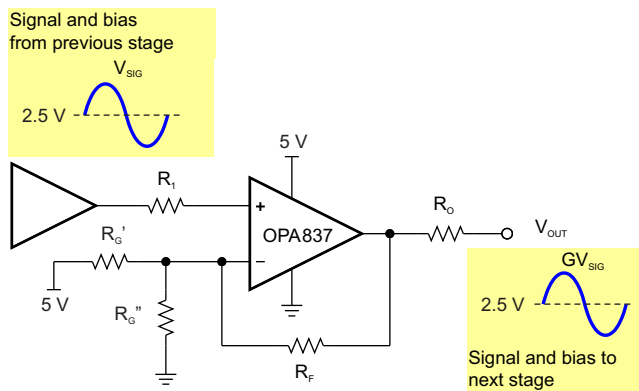 Signal and bias
from previous stage
V_SIG
2.5 V
5 V
R_1
+
OPA837
−
R_O
V_OUT
R_G'
5 V
R_G"
R_F
GV_SIG
2.5 V
Signal and bias to
next stage